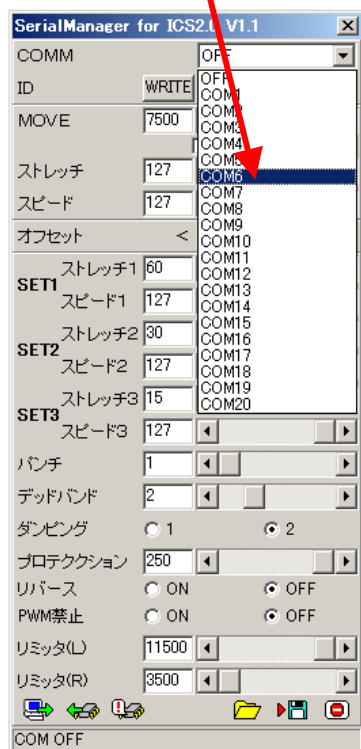 SerialManager for ICS2.0 V1.1
COMM OFF
OFF
COM1
COM2
COM3
COM4
COM5
COM6
COM7
COM8
COM9
COM10
COM11
COM12
COM13
COM14
COM15
COM16
COM17
COM18
COM19
COM20
ID WRITE
MOVE 7500
ストレッチ 127
スピード 127
オフセット <
SET1
ストレッチ1 60
スピード1 127
SET2
ストレッチ2 30
スピード2 127
SET3
ストレッチ3 15
スピード3 127
パンチ 1
デッドバンド 2
ダンピング 1 2
プロテククション 250
リバース ON OFF
PWM禁止 ON OFF
リミッタ(L) 11500
リミッタ(R) 3500
COM OFF